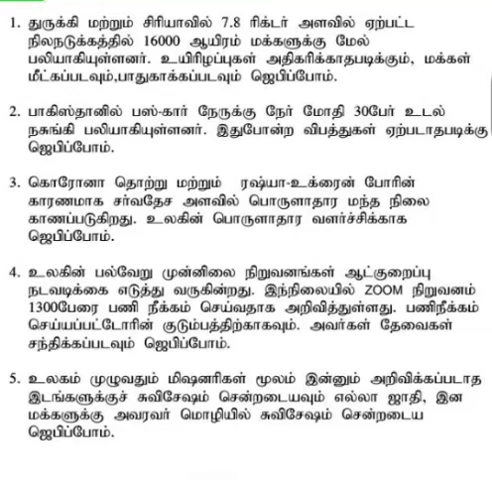 1. துருக்கி மற்றும் சிரியாவில் 7.8 ரிக்டர் அளவில் ஏற்பட்ட
நிலநடுக்கத்தில் 16000 ஆயிரம் மக்களுக்கு மேல்
பலியாகியுள்ளனர். உயிரிழப்புகள் அதிகரிக்காதபடிக்கும், மக்கள்
மீட்கப்படவும்,பாதுகாக்கப்படவும் ஜெபிப்போம்.
2. பாகிஸ்தானில் பஸ்-கார் நேருக்கு நேர் மோதி 30பேர் உடல்
நசுங்கி பலியாகியுள்ளனர். இதுபோன்ற விபத்துகள் ஏற்படாதபடிக்கு
ஜெபிப்போம்.
3. கொரோனா தொற்று மற்றும் ரஷ்யா-உக்ரைன் போரின்
காரணமாக சர்வதேச அளவில் பொருளாதார மந்த நிலை
காணப்படுகிறது. உலகின் பொருளாதார வளர்ச்சிக்காக
ஜெபிப்போம்.
4. உலகின் பல்வேறு முன்னிலை நிறுவனங்கள் ஆட்குறைப்பு
நடவடிக்கை எடுத்து வருகின்றது. இந்நிலையில் ZOOM நிறுவனம்
1300பேரை பணி நீக்கம் செய்வதாக அறிவித்துள்ளது. பணிநீக்கம்
செய்யப்பட்டோரின் குடும்பத்திற்காகவும். அவர்கள் தேவைகள்
சந்திக்கப்படவும் ஜெபிப்போம்.
5. உலகம் முழுவதும் மிஷனரிகள் மூலம் இன்னும் அறிவிக்கப்படாத
இடங்களுக்குச் சுவிசேஷம் சென்றடையவும் எல்லா ஜாதி, இன
மக்களுக்கு அவரவர் மொழியில் சுவிசேஷம் சென்றடைய
ஜெபிப்போம்.